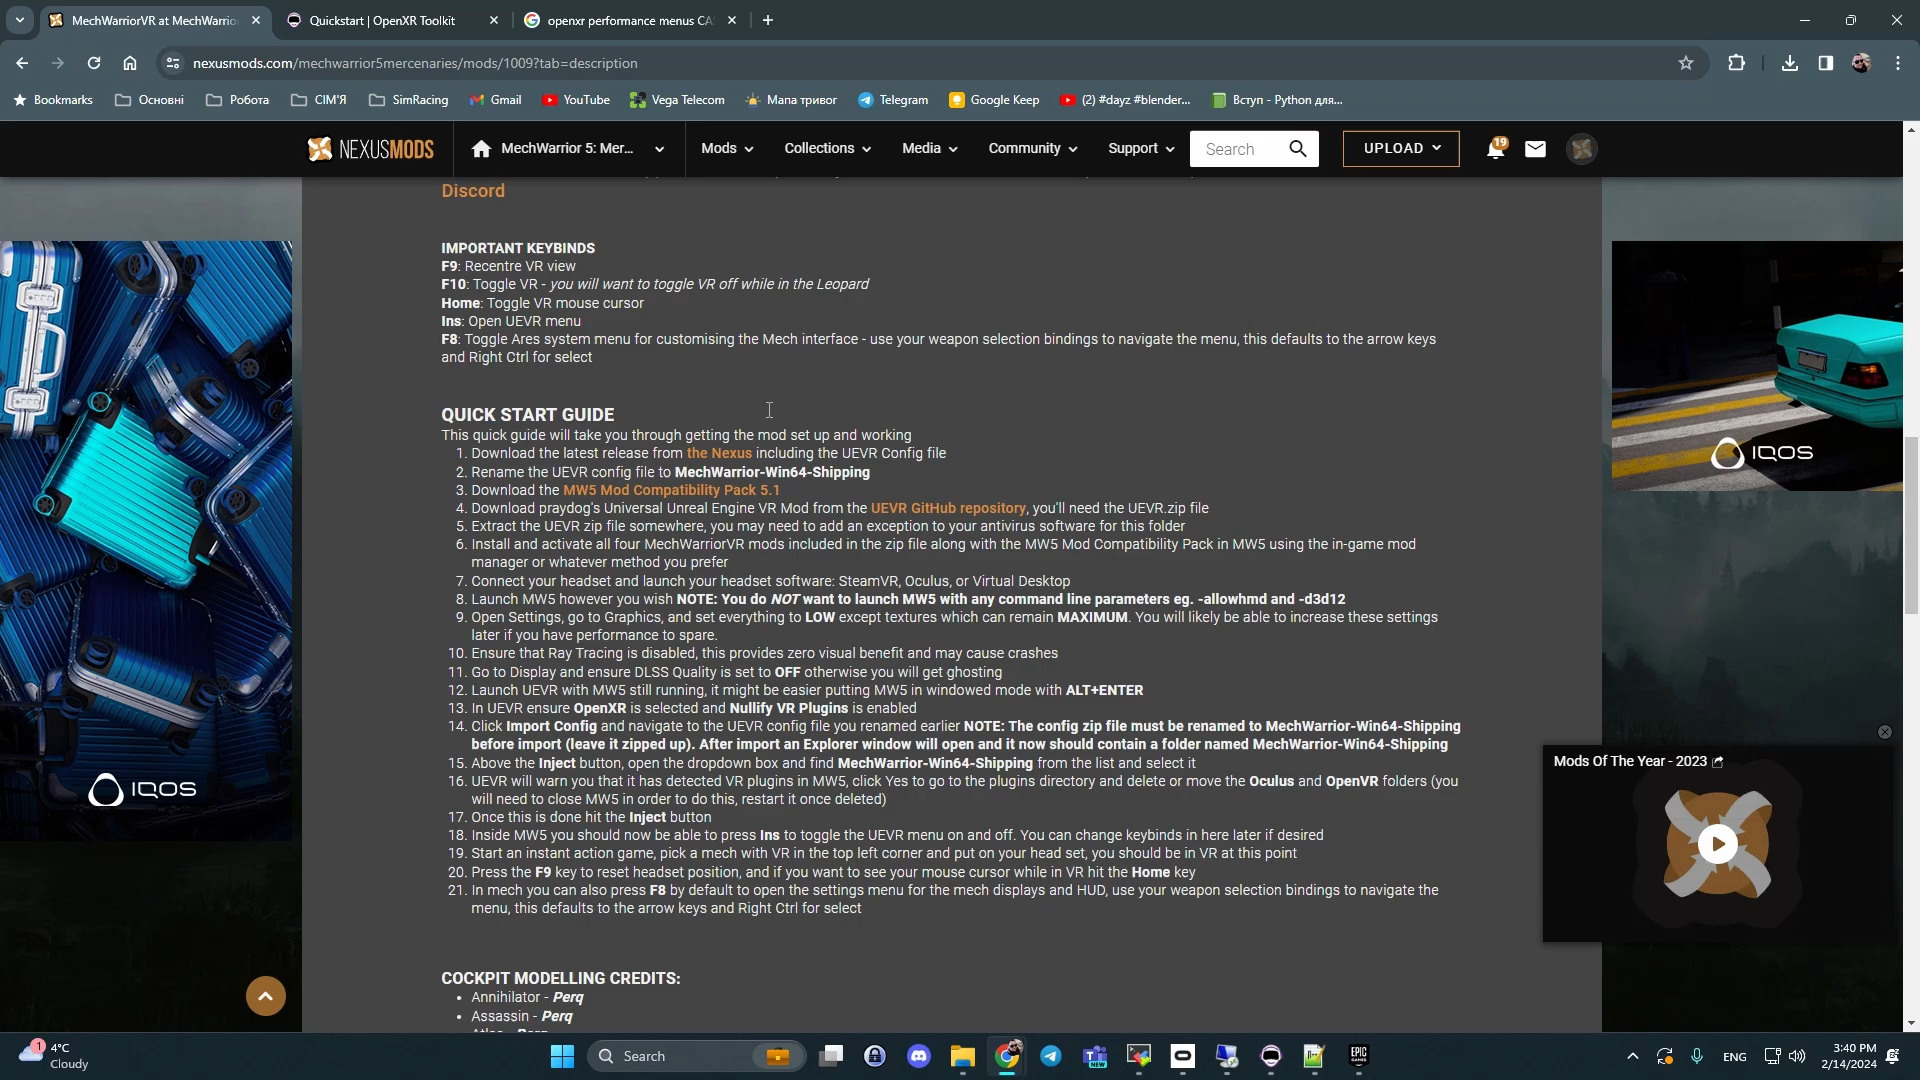 MechWarriorVR at MechWarrio
Quickstart | OpenXR Toolkit
openxr performance menus CA
nexusmods.com/mechwarrior5mercenaries/mods/1009?tab=description
Bookmarks
Основні
Робота
СІМ'Я
SimRacing
Gmail
YouTube
Vega Telecom
Мапа тривог
Telegram
Google Keep
(2) #dayz #blender...
Вступ - Python для...
NEXUSMODS
MechWarrior 5: Mer...
Mods
Collections
Media
Community
Support
Search
UPLOAD
19
Discord
IMPORTANT KEYBINDS
F9: Recentre VR view
F10: Toggle VR - you will want to toggle VR off while in the Leopard
Home: Toggle VR mouse cursor
Ins: Open UEVR menu
F8: Toggle Ares system menu for customising the Mech interface - use your weapon selection bindings to navigate the menu, this defaults to the arrow keys
and Right Ctrl for select
QUICK START GUIDE
This quick guide will take you through getting the mod set up and working
1. Download the latest release from the Nexus including the UEVR Config file
2. Rename the UEVR config file to MechWarrior-Win64-Shipping
3. Download the MW5 Mod Compatibility Pack 5.1
4. Download praydog's Universal Unreal Engine VR Mod from the UEVR GitHub repository, you'll need the UEVR.zip file
5. Extract the UEVR zip file somewhere, you may need to add an exception to your antivirus software for this folder
6. Install and activate all four MechWarriorVR mods included in the zip file along with the MW5 Mod Compatibility Pack in MW5 using the in-game mod
manager or whatever method you prefer
7. Connect your headset and launch your headset software: SteamVR, Oculus, or Virtual Desktop
8. Launch MW5 however you wish NOTE: You do NOT want to launch MW5 with any command line parameters eg. -allowhmd and -d3d12
9. Open Settings, go to Graphics, and set everything to LOW except textures which can remain MAXIMUM. You will likely be able to increase these settings
later if you have performance to spare.
10. Ensure that Ray Tracing is disabled, this provides zero visual benefit and may cause crashes
11. Go to Display and ensure DLSS Quality is set to OFF otherwise you will get ghosting
12. Launch UEVR with MW5 still running, it might be easier putting MW5 in windowed mode with ALT+ENTER
13. In UEVR ensure OpenXR is selected and Nullify VR Plugins is enabled
14. Click Import Config and navigate to the UEVR config file you renamed earlier NOTE: The config zip file must be renamed to MechWarrior-Win64-Shipping
before import (leave it zipped up). After import an Explorer window will open and it now should contain a folder named MechWarrior-Win64-Shipping
15. Above the Inject button, open the dropdown box and find MechWarrior-Win64-Shipping from the list and select it
16. UEVR will warn you that it has detected VR plugins in MW5, click Yes to go to the plugins directory and delete or move the Oculus and OpenVR folders (you
will need to close MW5 in order to do this, restart it once deleted)
17. Once this is done hit the Inject button
18. Inside MW5 you should now be able to press Ins to toggle the UEVR menu on and off. You can change keybinds in here later if desired
19. Start an instant action game, pick a mech with VR in the top left corner and put on your head set, you should be in VR at this point
20. Press the F9 key to reset headset position, and if you want to see your mouse cursor while in VR hit the Home key
21. In mech you can also press F8 by default to open the settings menu for the mech displays and HUD, use your weapon selection bindings to navigate the
menu, this defaults to the arrow keys and Right Ctrl for select
COCKPIT MODELLING CREDITS:
• Annihilator - Perq
• Assassin - Perq
IQOS
IQOS
Mods Of The Year - 2023
1
4°C
Cloudy
Search
NEW
EPIC
GAMES
ENG
3:40 PM
2/14/2024